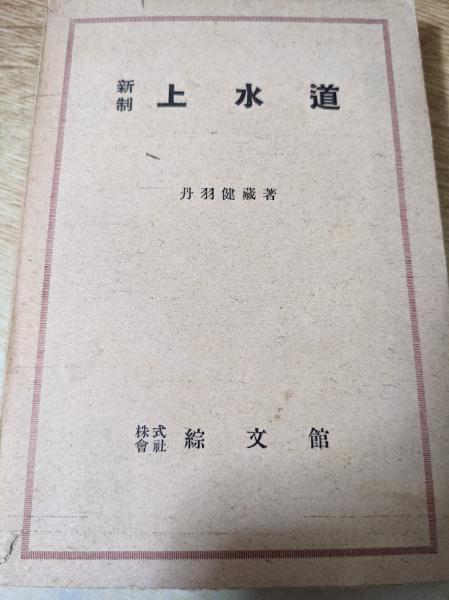 新制 上水道
丹羽健藏著
株式會社 綜文館